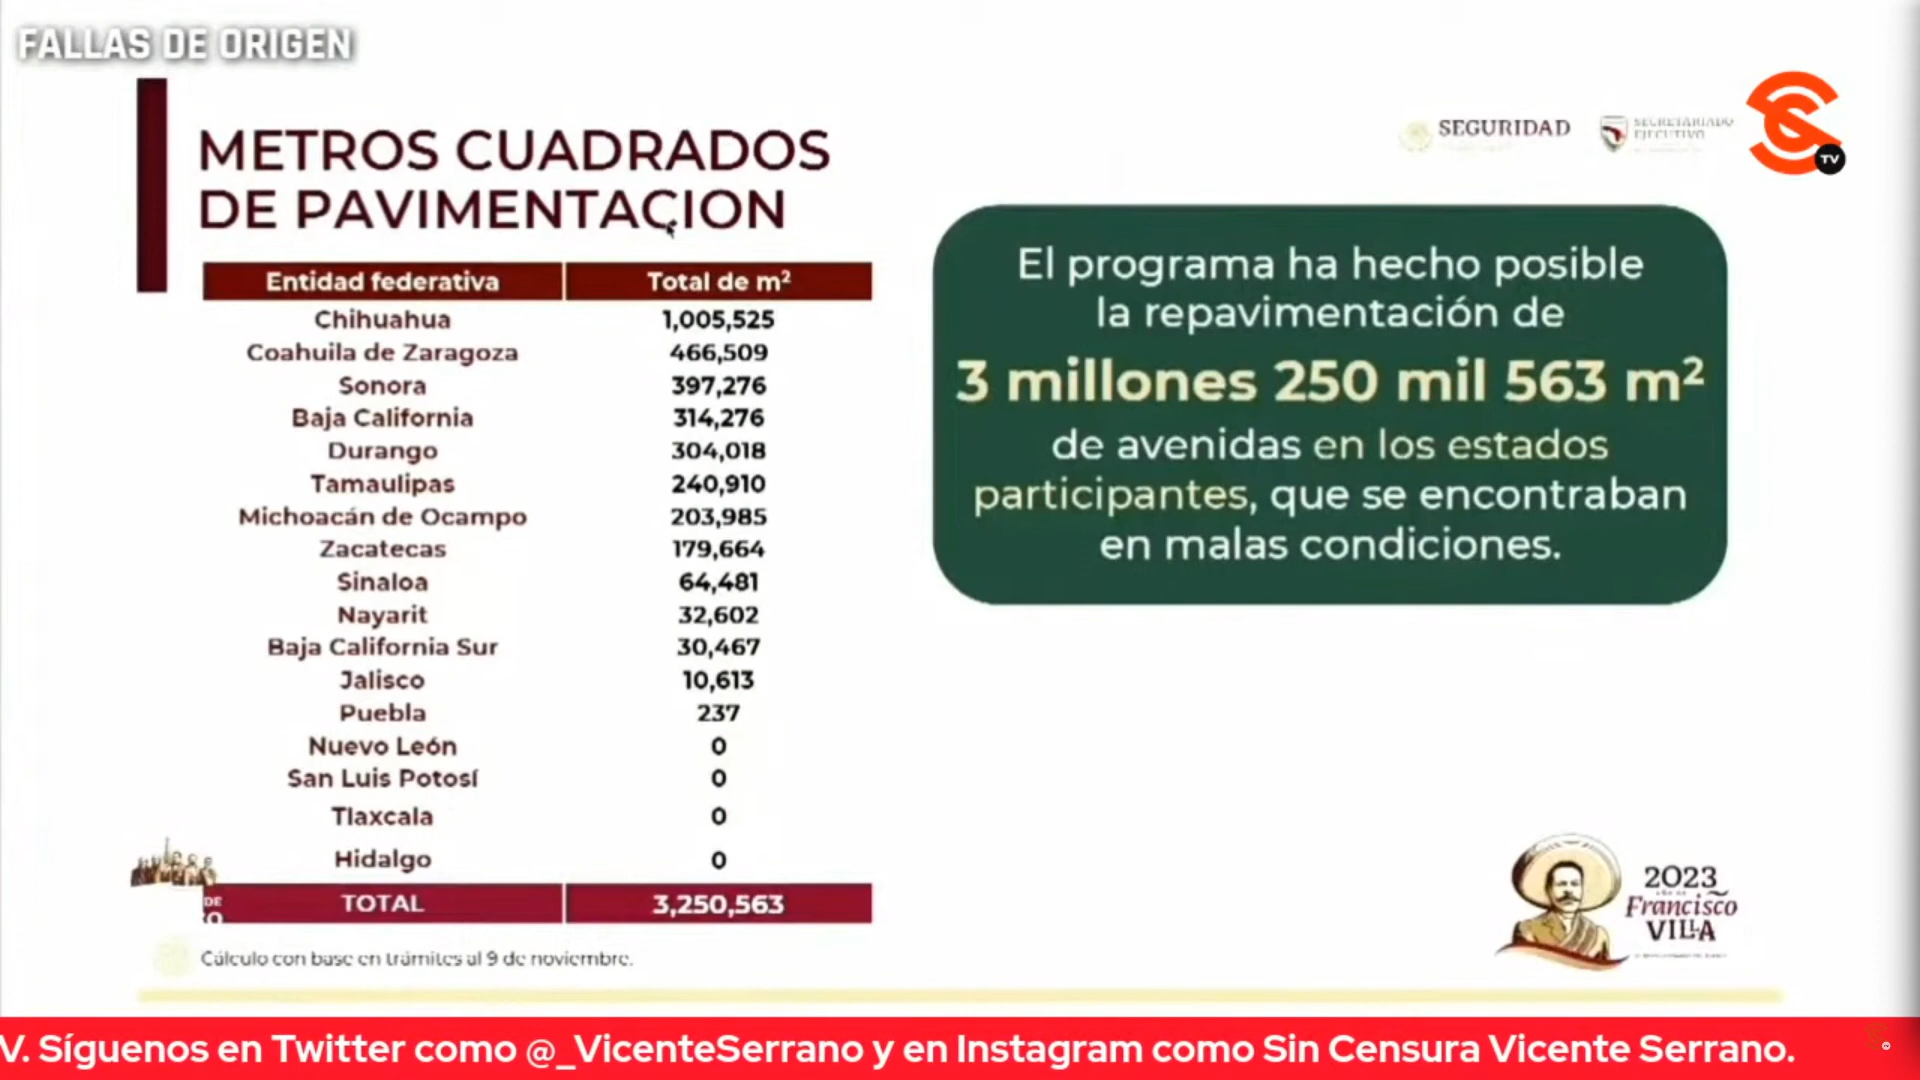 FALLAS DE ORIGEN
METROS CUADRADOS
DE PAVIMENTACION
SEGURIDAD
SECRETARIADO
EJECUTIVO
TV
Entidad federativa Total de m²
Chihuahua 1,005,525
Coahuila de Zaragoza 466,509
Sonora 397,276
Baja California 314,276
Durango 304,018
Tamaulipas 240,910
Michoacán de Ocampo 203,985
Zacatecas 179,664
Sinaloa 64,481
Nayarit 32,602
Baja California Sur 30,467
Jalisco 10,613
Puebla 237
Nuevo León 0
San Luis Potosí 0
Tlaxcala 0
Hidalgo 0
DE
TOTAL 3,250,563
Cálculo con base en trámites al 9 de noviembre.
El programa ha hecho posible
la repavimentación de
3 millones 250 mil 563 m²
de avenidas en los estados
participantes, que se encontraban
en malas condiciones.
2023
Francisco
VILLA
V. Síguenos en Twitter como @_VicenteSerrano y en Instagram como Sin Censura Vicente Serrano.